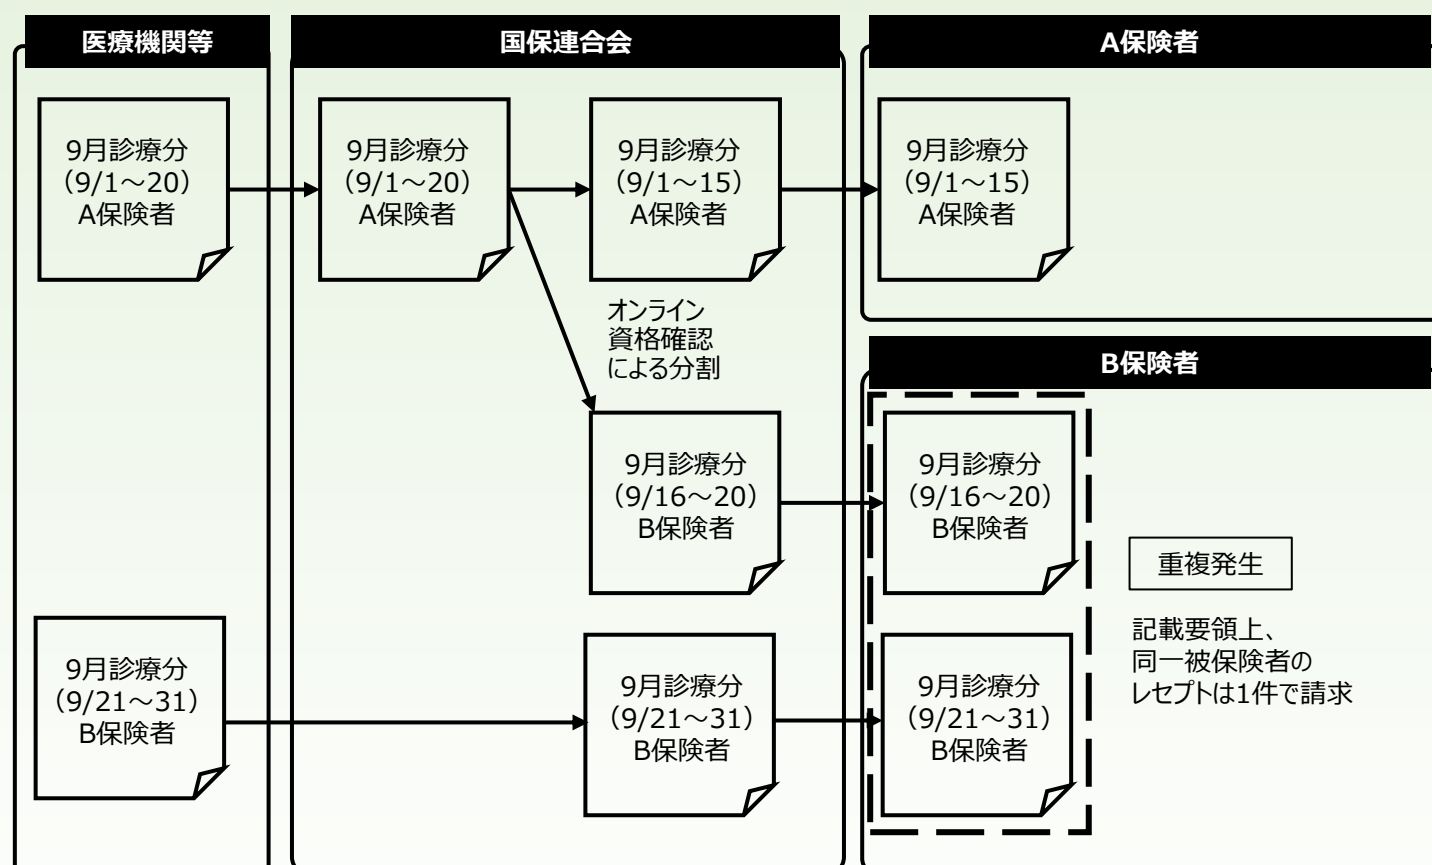 医療機関等
国保連合会
A保険者
9月診療分
（9/1～20）
A保険者
9月診療分
（9/1～20）
A保険者
9月診療分
（9/1～15）
A保険者
9月診療分
（9/1～15）
A保険者
オンライン
資格確認
による分割
B保険者
9月診療分
（9/16～20）
B保険者
9月診療分
（9/16～20）
B保険者
重複発生
記載要領上、
同一被保険者の
レセプトは1件で請求
9月診療分
（9/21～31）
B保険者
9月診療分
（9/21～31）
B保険者
9月診療分
（9/21～31）
B保険者